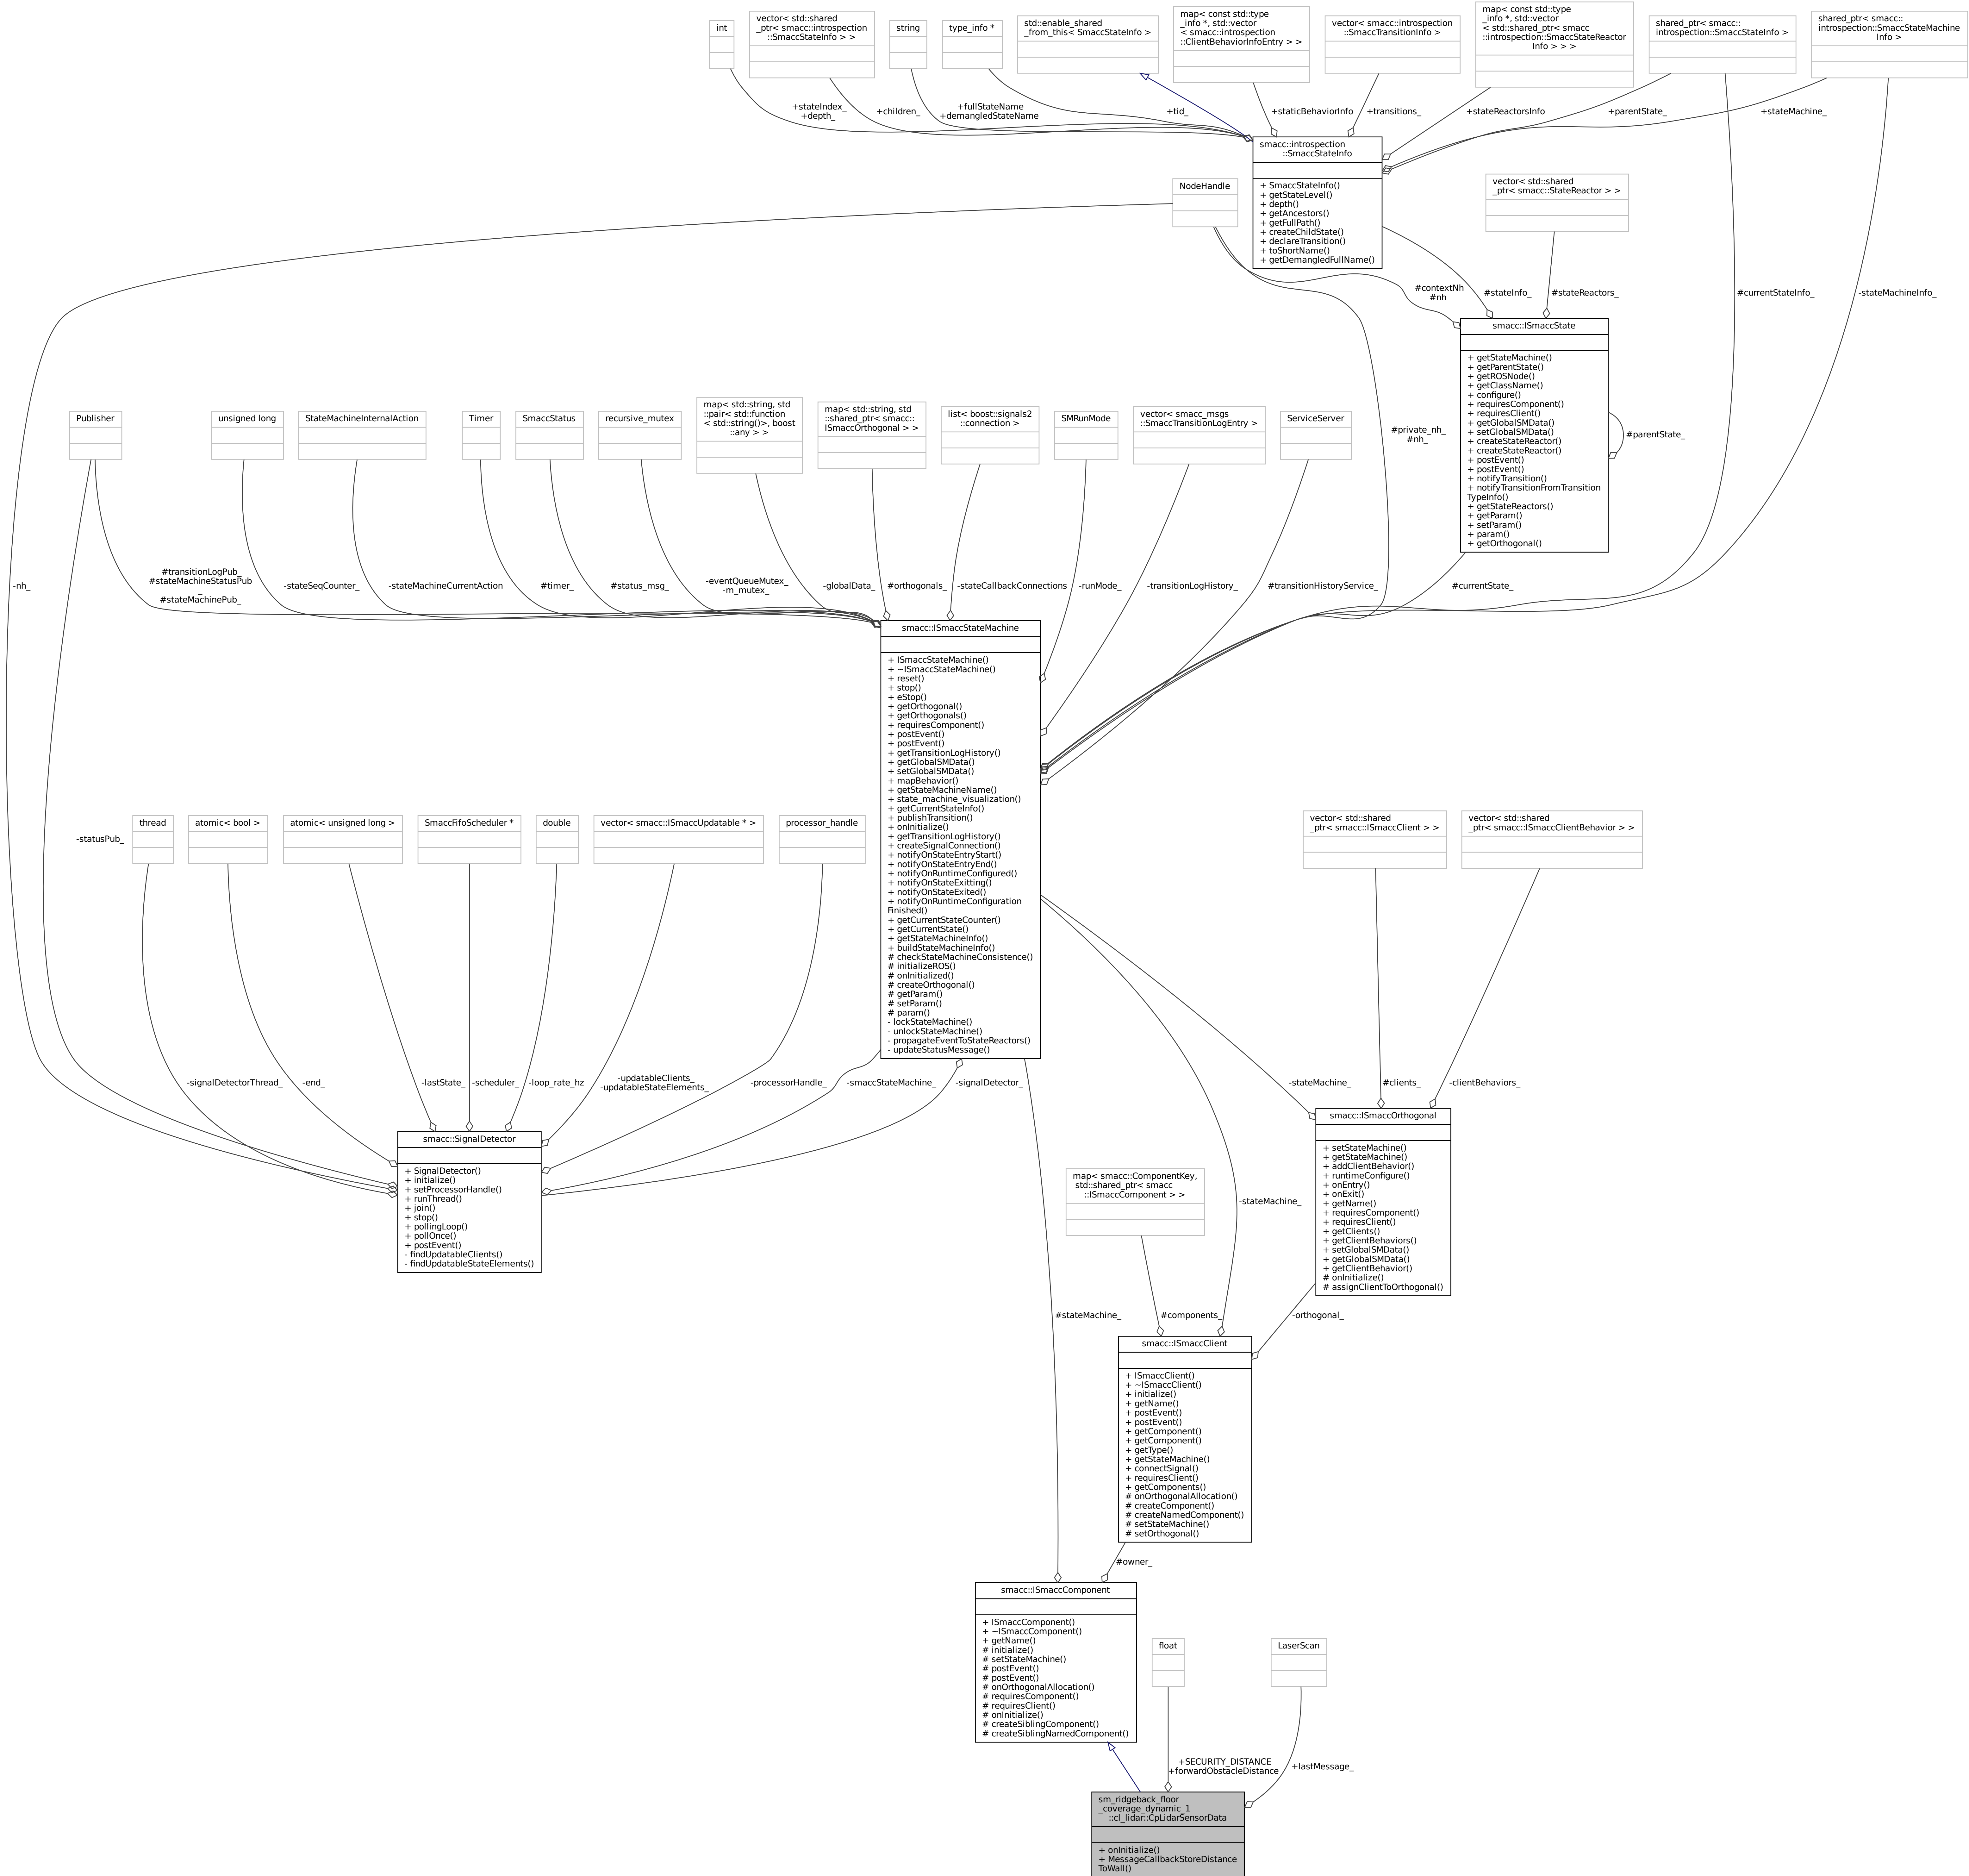 int
vector< std::shared
_ptr< smacc::introspection
::SmaccStateInfo > >
string
type_info *
std::enable_shared
_from_this< SmaccStateInfo >
map< const std::type
_info *, std::vector
< smacc::introspection
::ClientBehaviorInfoEntry > >
vector< smacc::introspection
::SmaccTransitionInfo >
map< const std::type
_info *, std::vector
< std::shared_ptr< smacc
::introspection::SmaccStateReactor
Info > > >
shared_ptr< smacc::
introspection::SmaccStateInfo >
shared_ptr< smacc::
introspection::SmaccStateMachine
Info >
+stateIndex_
+depth_
+children_
+fullStateName
+demangledStateName
+tid_
+staticBehaviorInfo
+transitions_
+stateReactorsInfo
+parentState_
+stateMachine_
smacc::introspection
::SmaccStateInfo
+ SmaccStateInfo()
+ getStateLevel()
+ depth()
+ getAncestors()
+ getFullPath()
+ createChildState()
+ declareTransition()
+ toShortName()
+ getDemangledFullName()
NodeHandle
vector< std::shared
_ptr< smacc::StateReactor > >
#contextNh
#nh
#stateInfo_
#stateReactors_
#currentStateInfo_
-stateMachineInfo_
smacc::ISmaccState
+ getStateMachine()
+ getParentState()
+ getROSNode()
+ getClassName()
+ configure()
+ requiresComponent()
+ requiresClient()
+ getGlobalSMData()
+ setGlobalSMData()
+ createStateReactor()
+ createStateReactor()
+ postEvent()
+ postEvent()
+ notifyTransition()
+ notifyTransitionFromTransition
TypeInfo()
+ getStateReactors()
+ getParam()
+ setParam()
+ param()
+ getOrthogonal()
#parentState_
Publisher
unsigned long
StateMachineInternalAction
Timer
SmaccStatus
recursive_mutex
map< std::string, std
::pair< std::function
< std::string()>, boost
::any > >
map< std::string, std
::shared_ptr< smacc::
ISmaccOrthogonal > >
list< boost::signals2
::connection >
SMRunMode
vector< smacc_msgs
::SmaccTransitionLogEntry >
ServiceServer
#private_nh_
#nh_
-nh_
#transitionLogPub_
#stateMachineStatusPub
_
#stateMachinePub_
-stateSeqCounter_
-stateMachineCurrentAction
#timer_
#status_msg_
-eventQueueMutex_
-m_mutex_
-globalData_
#orthogonals_
-stateCallbackConnections
-runMode_
-transitionLogHistory_
#transitionHistoryService_
#currentState_
smacc::ISmaccStateMachine
+ ISmaccStateMachine()
+ ~ISmaccStateMachine()
+ reset()
+ stop()
+ eStop()
+ getOrthogonal()
+ getOrthogonals()
+ requiresComponent()
+ postEvent()
+ postEvent()
+ getTransitionLogHistory()
+ getGlobalSMData()
+ setGlobalSMData()
+ mapBehavior()
+ getStateMachineName()
+ state_machine_visualization()
+ getCurrentStateInfo()
+ publishTransition()
+ onInitialize()
+ getTransitionLogHistory()
+ createSignalConnection()
+ notifyOnStateEntryStart()
+ notifyOnStateEntryEnd()
+ notifyOnRuntimeConfigured()
+ notifyOnStateExitting()
+ notifyOnStateExited()
+ notifyOnRuntimeConfiguration
Finished()
+ getCurrentStateCounter()
+ getCurrentState()
+ getStateMachineInfo()
+ buildStateMachineInfo()
# checkStateMachineConsistence()
# initializeROS()
# onInitialized()
# createOrthogonal()
# getParam()
# setParam()
# param()
- lockStateMachine()
- unlockStateMachine()
- propagateEventToStateReactors()
- updateStatusMessage()
-statusPub_
thread
atomic< bool >
atomic< unsigned long >
SmaccFifoScheduler *
double
vector< smacc::ISmaccUpdatable * >
processor_handle
vector< std::shared
_ptr< smacc::ISmaccClient > >
vector< std::shared
_ptr< smacc::ISmaccClientBehavior > >
-signalDetectorThread_
-end_
-lastState_
-scheduler_
-loop_rate_hz
-updatableClients_
-updatableStateElements_
-processorHandle_
-smaccStateMachine_
-signalDetector_
-stateMachine_
#clients_
-clientBehaviors_
smacc::SignalDetector
+ SignalDetector()
+ initialize()
+ setProcessorHandle()
+ runThread()
+ join()
+ stop()
+ pollingLoop()
+ pollOnce()
+ postEvent()
- findUpdatableClients()
- findUpdatableStateElements()
smacc::ISmaccOrthogonal
+ setStateMachine()
+ getStateMachine()
+ addClientBehavior()
+ runtimeConfigure()
+ onEntry()
+ onExit()
+ getName()
+ requiresComponent()
+ requiresClient()
+ getClients()
+ getClientBehaviors()
+ setGlobalSMData()
+ getGlobalSMData()
+ getClientBehavior()
# onInitialize()
# assignClientToOrthogonal()
map< smacc::ComponentKey,
std::shared_ptr< smacc
::ISmaccComponent > >
-stateMachine_
#stateMachine_
#components_
-orthogonal_
smacc::ISmaccClient
+ ISmaccClient()
+ ~ISmaccClient()
+ initialize()
+ getName()
+ postEvent()
+ postEvent()
+ getComponent()
+ getComponent()
+ getType()
+ getStateMachine()
+ connectSignal()
+ requiresClient()
+ getComponents()
# onOrthogonalAllocation()
# createComponent()
# createNamedComponent()
# setStateMachine()
# setOrthogonal()
#owner_
smacc::ISmaccComponent
+ ISmaccComponent()
+ ~ISmaccComponent()
+ getName()
# initialize()
# setStateMachine()
# postEvent()
# postEvent()
# onOrthogonalAllocation()
# requiresComponent()
# requiresClient()
# onInitialize()
# createSiblingComponent()
# createSiblingNamedComponent()
float
LaserScan
+SECURITY_DISTANCE
+forwardObstacleDistance
+lastMessage_
sm_ridgeback_floor
_coverage_dynamic_1
::cl_lidar::CpLidarSensorData
+ onInitialize()
+ MessageCallbackStoreDistance
ToWall()